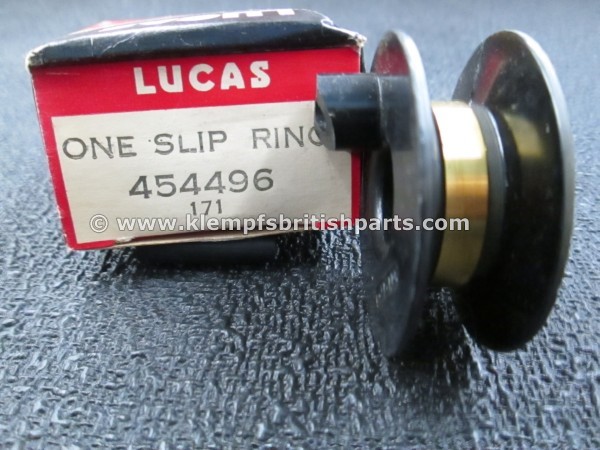 LUCAS
ONE SLIP RING
454496
171
© www.klempfsbritishparts.com